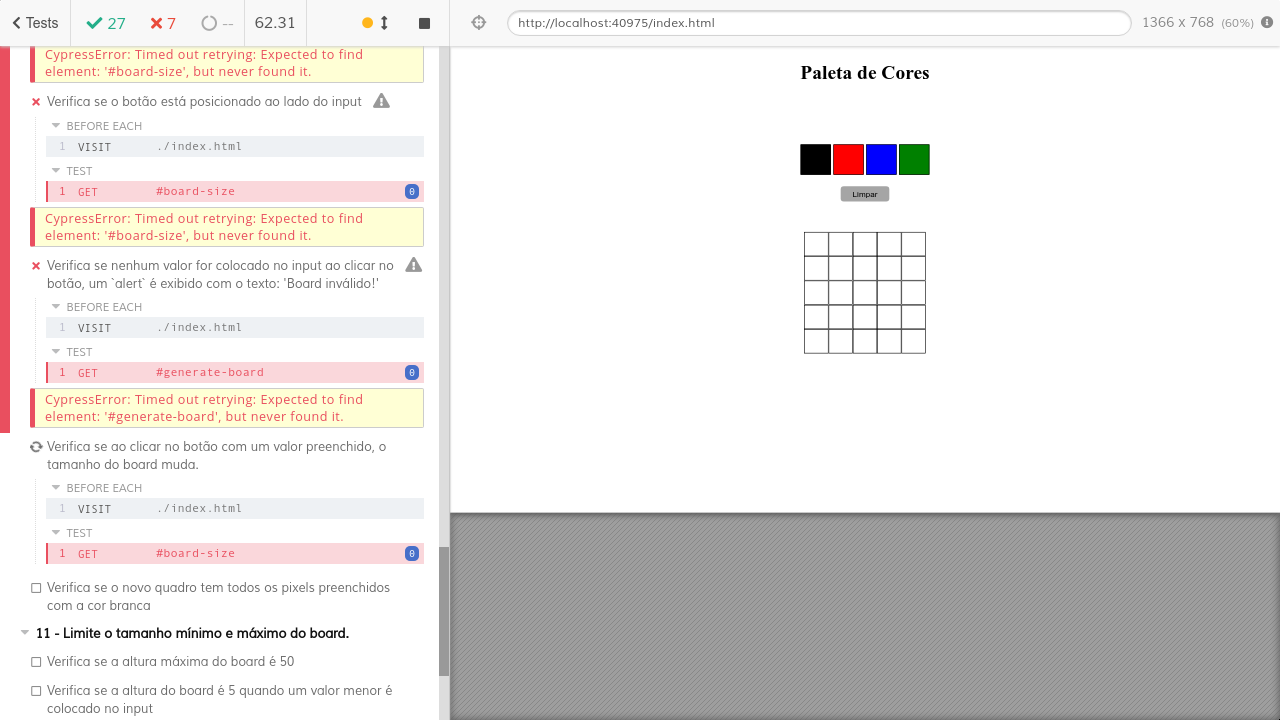 Tests 27 7 -- 62.31 http://localhost:40975/index.html 1366 x 768 (60%)
CypressError: Timed out retrying: Expected to find
element: '#board-size', but never found it.
Verifica se o botão está posicionado ao lado do input
BEFORE EACH
1 VISIT ./index.html
TEST
1 GET #board-size 0
CypressError: Timed out retrying: Expected to find
element: '#board-size', but never found it.
Verifica se nenhum valor for colocado no input ao clicar no
botão, um `alert` é exibido com o texto: 'Board inválido!'
BEFORE EACH
1 VISIT ./index.html
TEST
1 GET #generate-board 0
CypressError: Timed out retrying: Expected to find
element: '#generate-board', but never found it.
Verifica se ao clicar no botão com um valor preenchido, o
tamanho do board muda.
BEFORE EACH
1 VISIT ./index.html
TEST
1 GET #board-size 0
Verifica se o novo quadro tem todos os pixels preenchidos
com a cor branca
11 - Limite o tamanho mínimo e máximo do board.
Verifica se a altura máxima do board é 50
Verifica se a altura do board é 5 quando um valor menor é
colocado no input
Paleta de Cores
Limpar